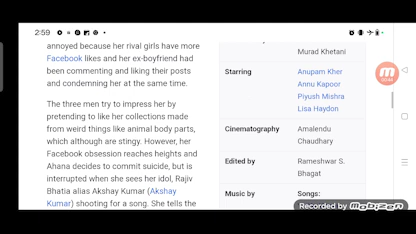 2:59
annoyed because her rival girls have more
Facebook likes and her ex-boyfriend had
been commenting and liking their posts
and condemning her at the same time.
The three men try to impress her by
pretending to like her collections made
from weird things like animal body parts,
which although are stingy. However, her
Facebook obsession reaches heights and
Ahana decides to commit suicide, but
is interrupted when she sees her idol, Rajiv
Bhatia alias Akshay Kumar (Akshay
Kumar) shooting for a song. She tells the
Murad Khetani
Starring
Anupam Kher
Annu Kapoor
Piyush Mishra
Lisa Haydon
Cinematography
Amalendu
Chaudhary
Edited by
Rameshwar S.
Bhagat
Music by
Songs:
Recorded by
Mobizen